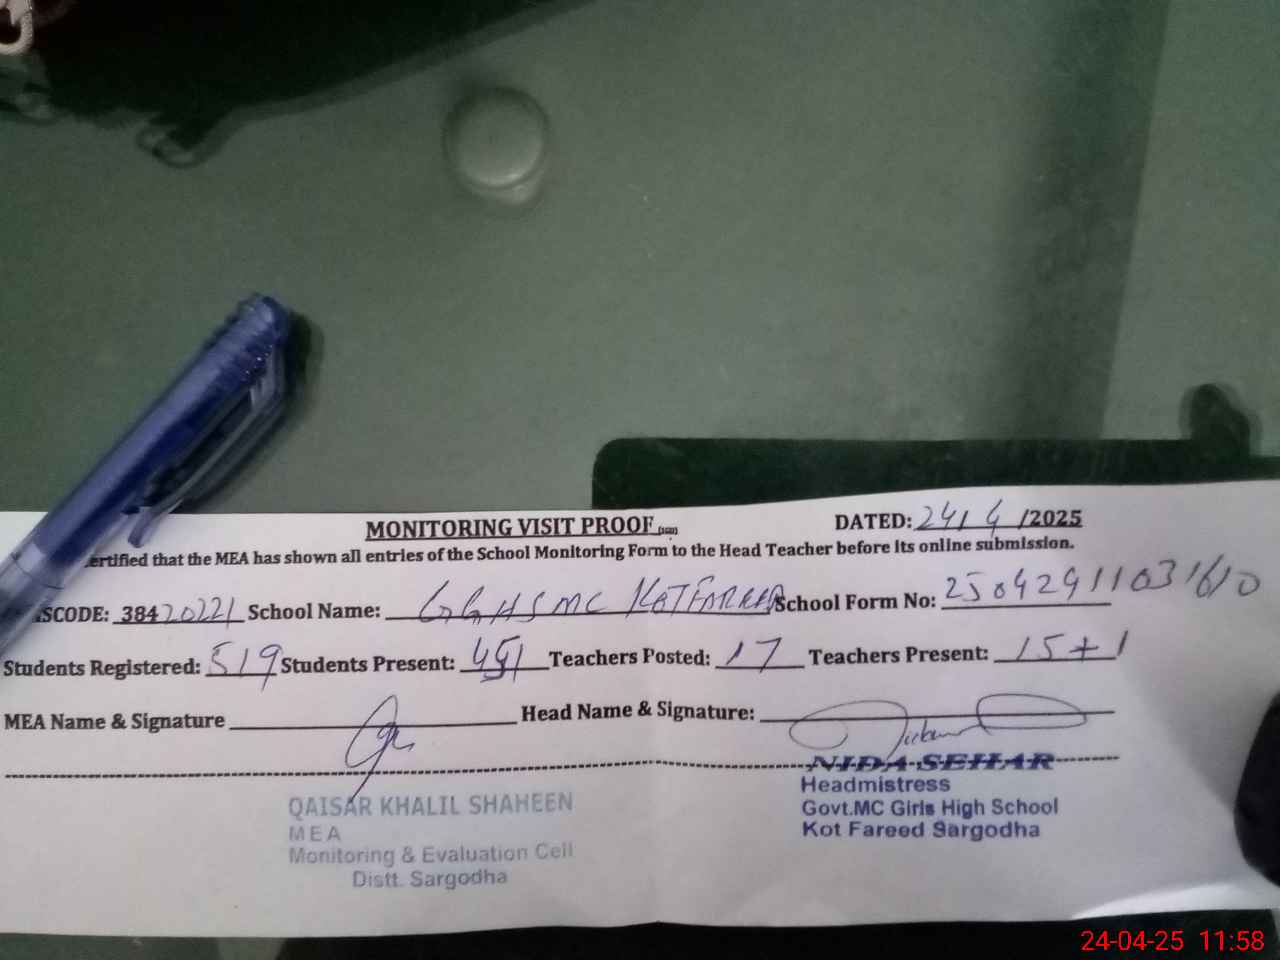 MONITORING VISIT PROOF DATED: 24/4/2025
ertified that the MEA has shown all entries of the School Monitoring Form to the Head Teacher before its online submission.
SCODE: 38420221 School Name: GGHS MC KOT FAREED School Form No: 25042911031610
Students Registered: 519 Students Present: 451 Teachers Posted: 17 Teachers Present: 15+1
MEA Name & Signature Head Name & Signature:
QAISAR KHALIL SHAHEEN
MEA
Monitoring & Evaluation Cell
Distt. Sargodha
NIDA SEHAR
Headmistress
Govt.MC Girls High School
Kot Fareed Sargodha
24-04-25 11:58